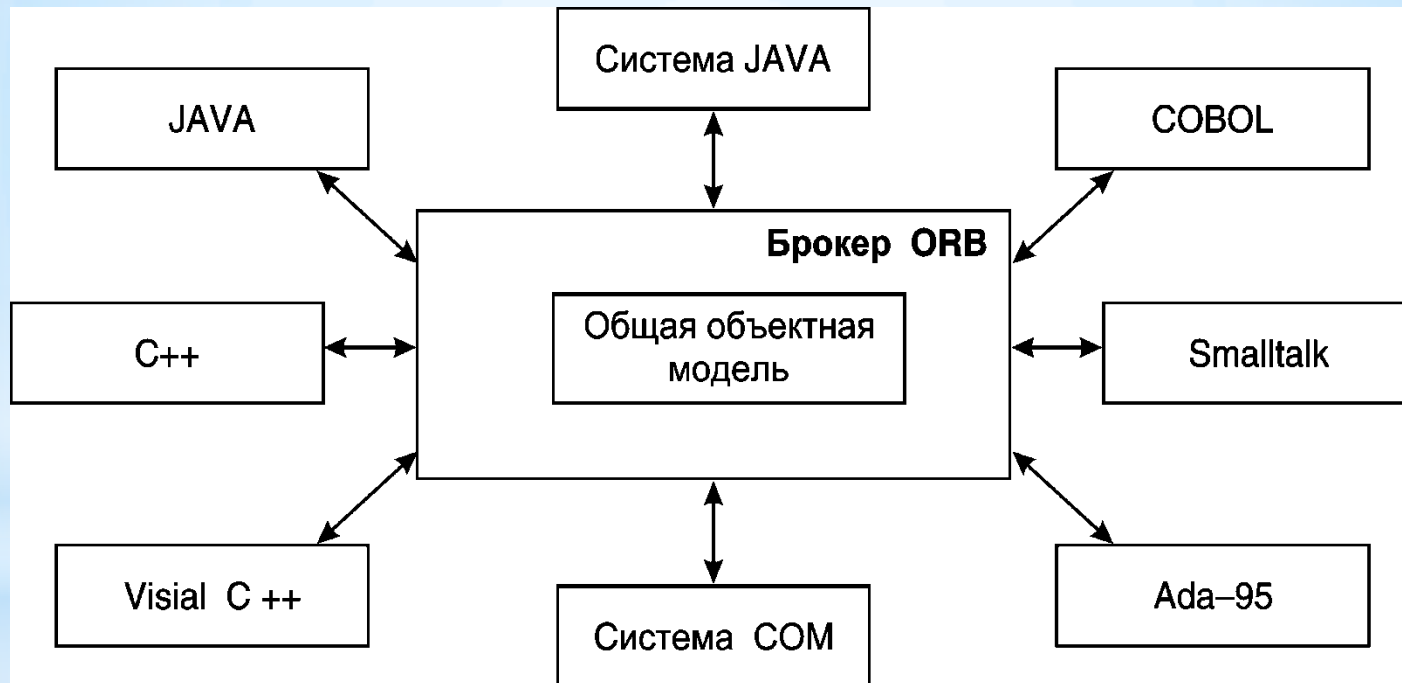 Система JAVA
JAVA
COBOL
Брокер ORB
Общая объектная
модель
C++
Smalltalk
Visial C ++
Ada–95
Система COM